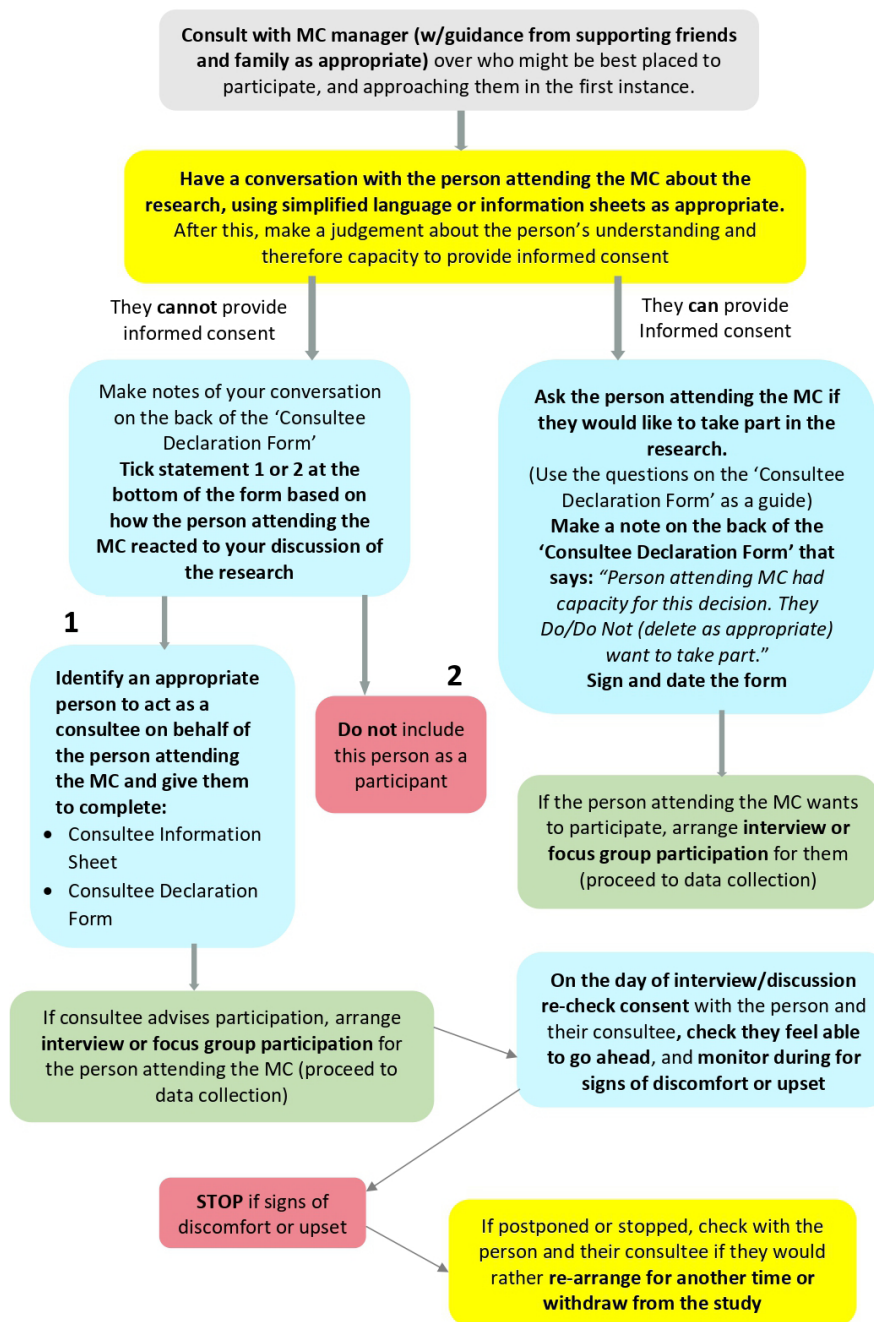 Consult with MC manager (w/guidance from supporting friends
and family as appropriate) over who might be best placed to
participate, and approaching them in the first instance.
Have a conversation with the person attending the MC about the
research, using simplified language or information sheets as appropriate.
After this, make a judgement about the person’s understanding and
therefore capacity to provide informed consent
They cannot provide
informed consent
They can provide
Informed consent
Make notes of your conversation
on the back of the ‘Consultee
Declaration Form’
Tick statement 1 or 2 at the
bottom of the form based on
how the person attending the
MC reacted to your discussion of
the research
Ask the person attending the MC if
they would like to take part in the
research.
(Use the questions on the ‘Consultee
Declaration Form’ as a guide)
Make a note on the back of the
‘Consultee Declaration Form’ that
says: “Person attending MC had
capacity for this decision. They
Do/Do Not (delete as appropriate)
want to take part.”
Sign and date the form
1
Identify an appropriate
person to act as a
consultee on behalf of
the person attending
the MC and give them
to complete:
• Consultee Information
Sheet
• Consultee Declaration
Form
2
Do not include
this person as a
participant
If the person attending the MC wants
to participate, arrange interview or
focus group participation for them
(proceed to data collection)
If consultee advises participation, arrange
interview or focus group participation for
the person attending the MC (proceed to
data collection)
On the day of interview/discussion
re-check consent with the person and
their consultee, check they feel able
to go ahead, and monitor during for
signs of discomfort or upset
STOP if signs of
discomfort or upset
If postponed or stopped, check with the
person and their consultee if they would
rather re-arrange for another time or
withdraw from the study